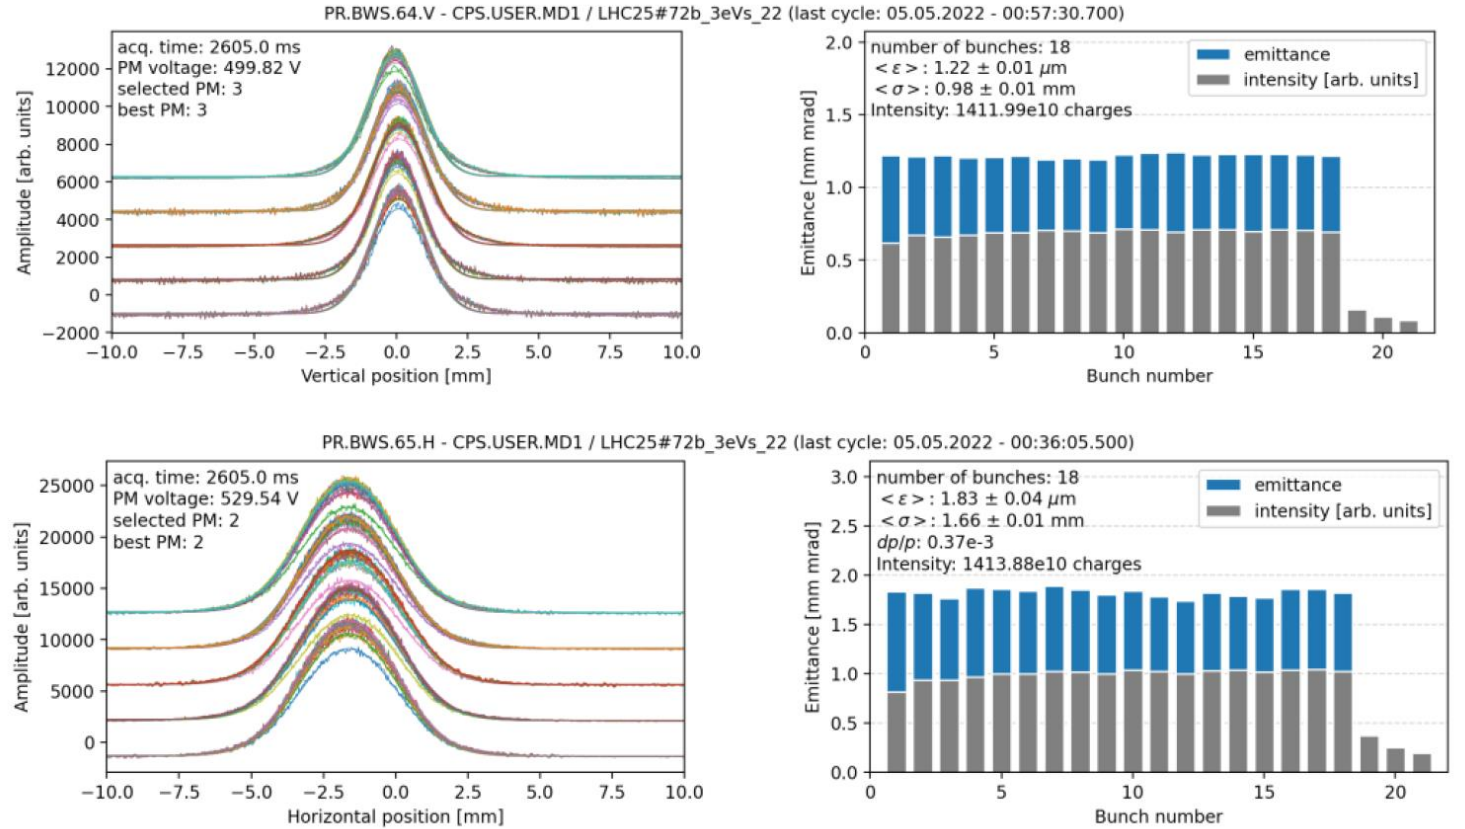 PR.BWS.64.V - CPS.USER.MD1 / LHC25#72b_3eVs_22 (last cycle: 05.05.2022 - 00:57:30.700)
acq. time: 2605.0 ms
PM voltage: 499.82 V
selected PM: 3
best PM: 3
Amplitude [arb. units]
12000
10000
8000
6000
4000
2000
0
−2000
−10.0 −7.5 −5.0 −2.5 0.0 2.5 5.0 7.5 10.0
Vertical position [mm]
number of bunches: 18
<ε>: 1.22 ± 0.01 μm
<σ>: 0.98 ± 0.01 mm
Intensity: 1411.99e10 charges
emittance
intensity [arb. units]
Emittance [mm mrad]
2.0
1.5
1.0
0.5
0.0
0 5 10 15 20
Bunch number
PR.BWS.65.H - CPS.USER.MD1 / LHC25#72b_3eVs_22 (last cycle: 05.05.2022 - 00:36:05.500)
acq. time: 2605.0 ms
PM voltage: 529.54 V
selected PM: 2
best PM: 2
Amplitude [arb. units]
25000
20000
15000
10000
5000
0
−10.0 −7.5 −5.0 −2.5 0.0 2.5 5.0 7.5 10.0
Horizontal position [mm]
number of bunches: 18
<ε>: 1.83 ± 0.04 μm
<σ>: 1.66 ± 0.01 mm
dp/p: 0.37e-3
Intensity: 1413.88e10 charges
emittance
intensity [arb. units]
Emittance [mm mrad]
3.0
2.5
2.0
1.5
1.0
0.5
0.0
0 5 10 15 20
Bunch number